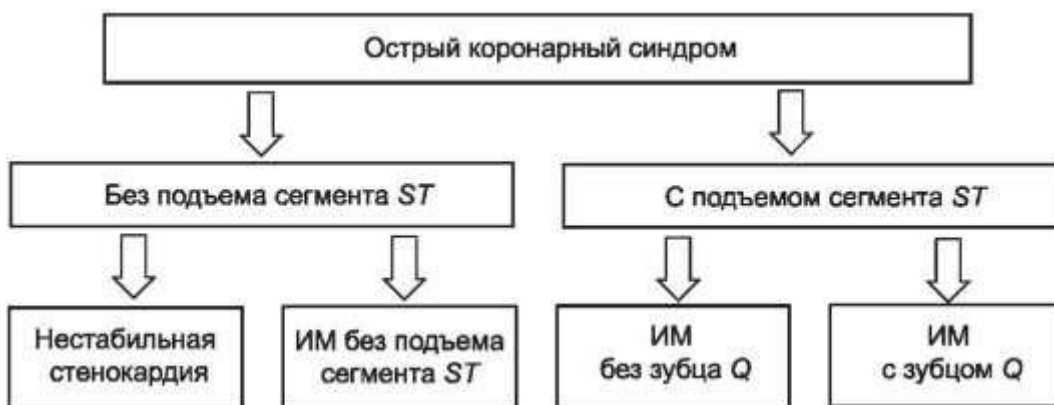 Острый коронарный синдром
Без подъема сегмента ST
С подъемом сегмента ST
Нестабильная
стенокардия
ИМ без подъема
сегмента ST
ИМ
без зубца Q
ИМ
с зубцом Q